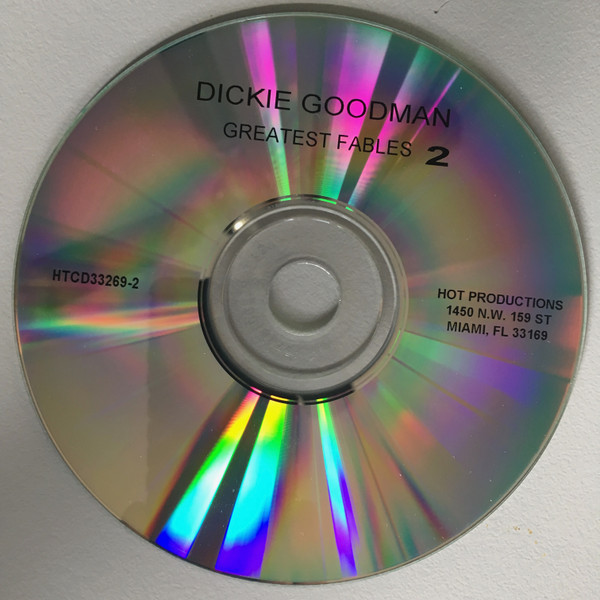 DICKIE GOODMAN
GREATEST FABLES 2
HTCD33269-2
HOT PRODUCTIONS
1450 N.W. 159 ST
MIAMI, FL 33169